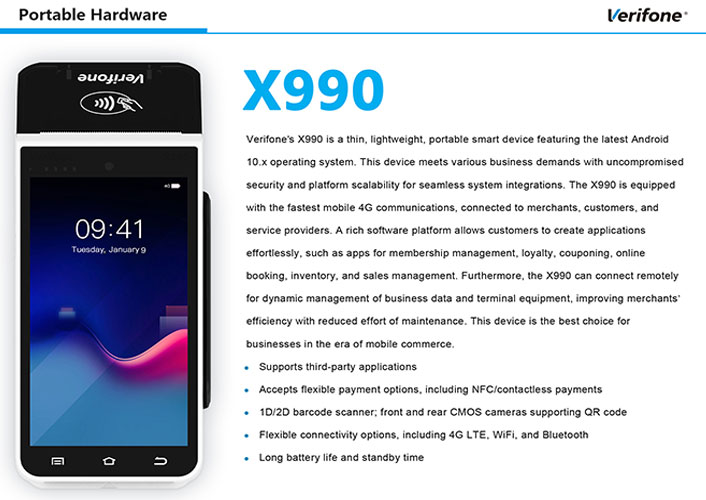 Portable Hardware
Verifone®
Verifone
X990
Verifone's X990 is a thin, lightweight, portable smart device featuring the latest Android
10.x operating system. This device meets various business demands with uncompromised
security and platform scalability for seamless system integrations. The X990 is equipped
with the fastest mobile 4G communications, connected to merchants, customers, and
service providers. A rich software platform allows customers to create applications
effortlessly, such as apps for membership management, loyalty, couponing, online
booking, inventory, and sales management. Furthermore, the X990 can connect remotely
for dynamic management of business data and terminal equipment, improving merchants'
efficiency with reduced effort of maintenance. This device is the best choice for
businesses in the era of mobile commerce.
• Supports third-party applications
• Accepts flexible payment options, including NFC/contactless payments
• 1D/2D barcode scanner; front and rear CMOS cameras supporting QR code
• Flexible connectivity options, including 4G LTE, WiFi, and Bluetooth
• Long battery life and standby time
09:41
Tuesday, January 9